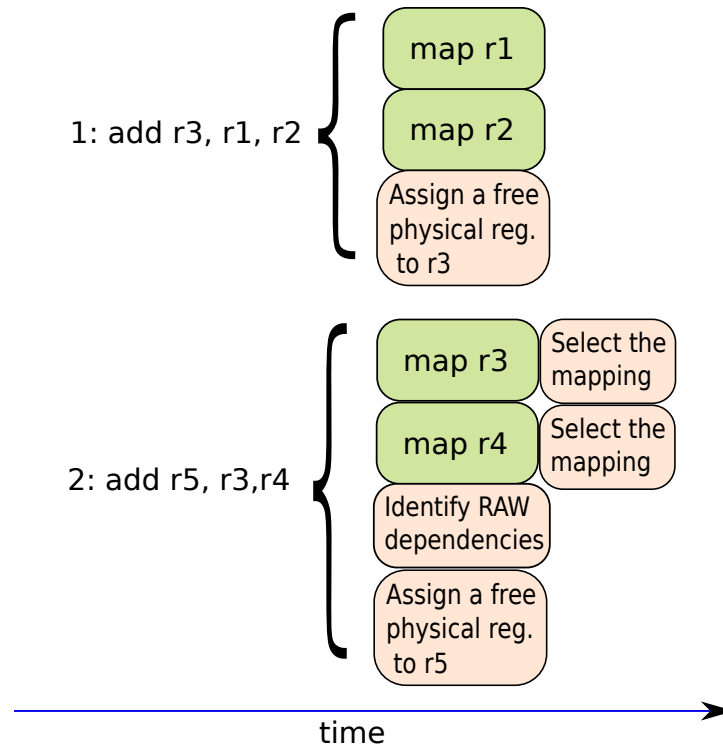 map r1
1: add r3, r1, r2
map r2
Assign a free
physical reg.
to r3
map r3
Select the
mapping
map r4
Select the
mapping
2: add r5, r3,r4
Identify RAW
dependencies
Assign a free
physical reg.
to r5
time